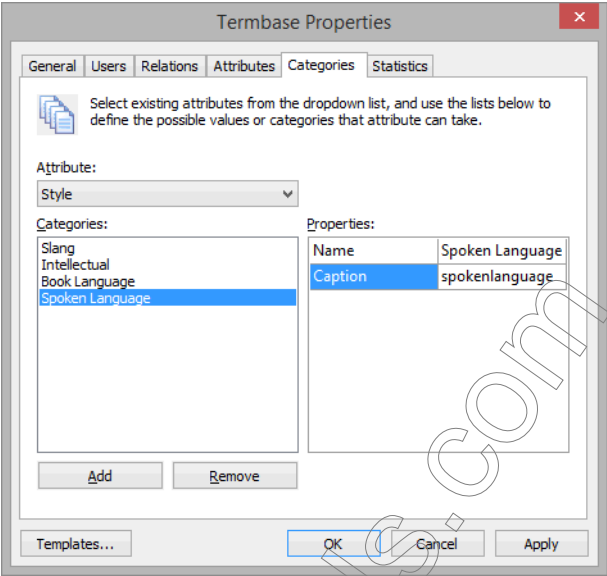 Termbase Properties
General Users Relations Attributes Categories Statistics
Select existing attributes from the dropdown list, and use the lists below to
define the possible values or categories that attribute can take.
Attribute:
Style
Categories:
Slang
Intellectual
Book Language
Spoken Language
Properties:
Name Spoken Language
Caption spokenlanguage
Add Remove
Templates... OK Cancel Apply
s.com